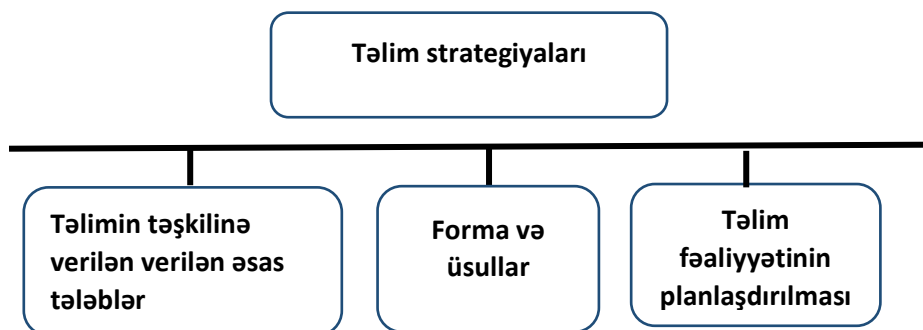 Təlim strategiyaları
Təlimin təşkilinə
verilən verilən əsas
tələblər
Forma və
üsullar
Təlim
fəaliyyətinin
planlaşdırılması